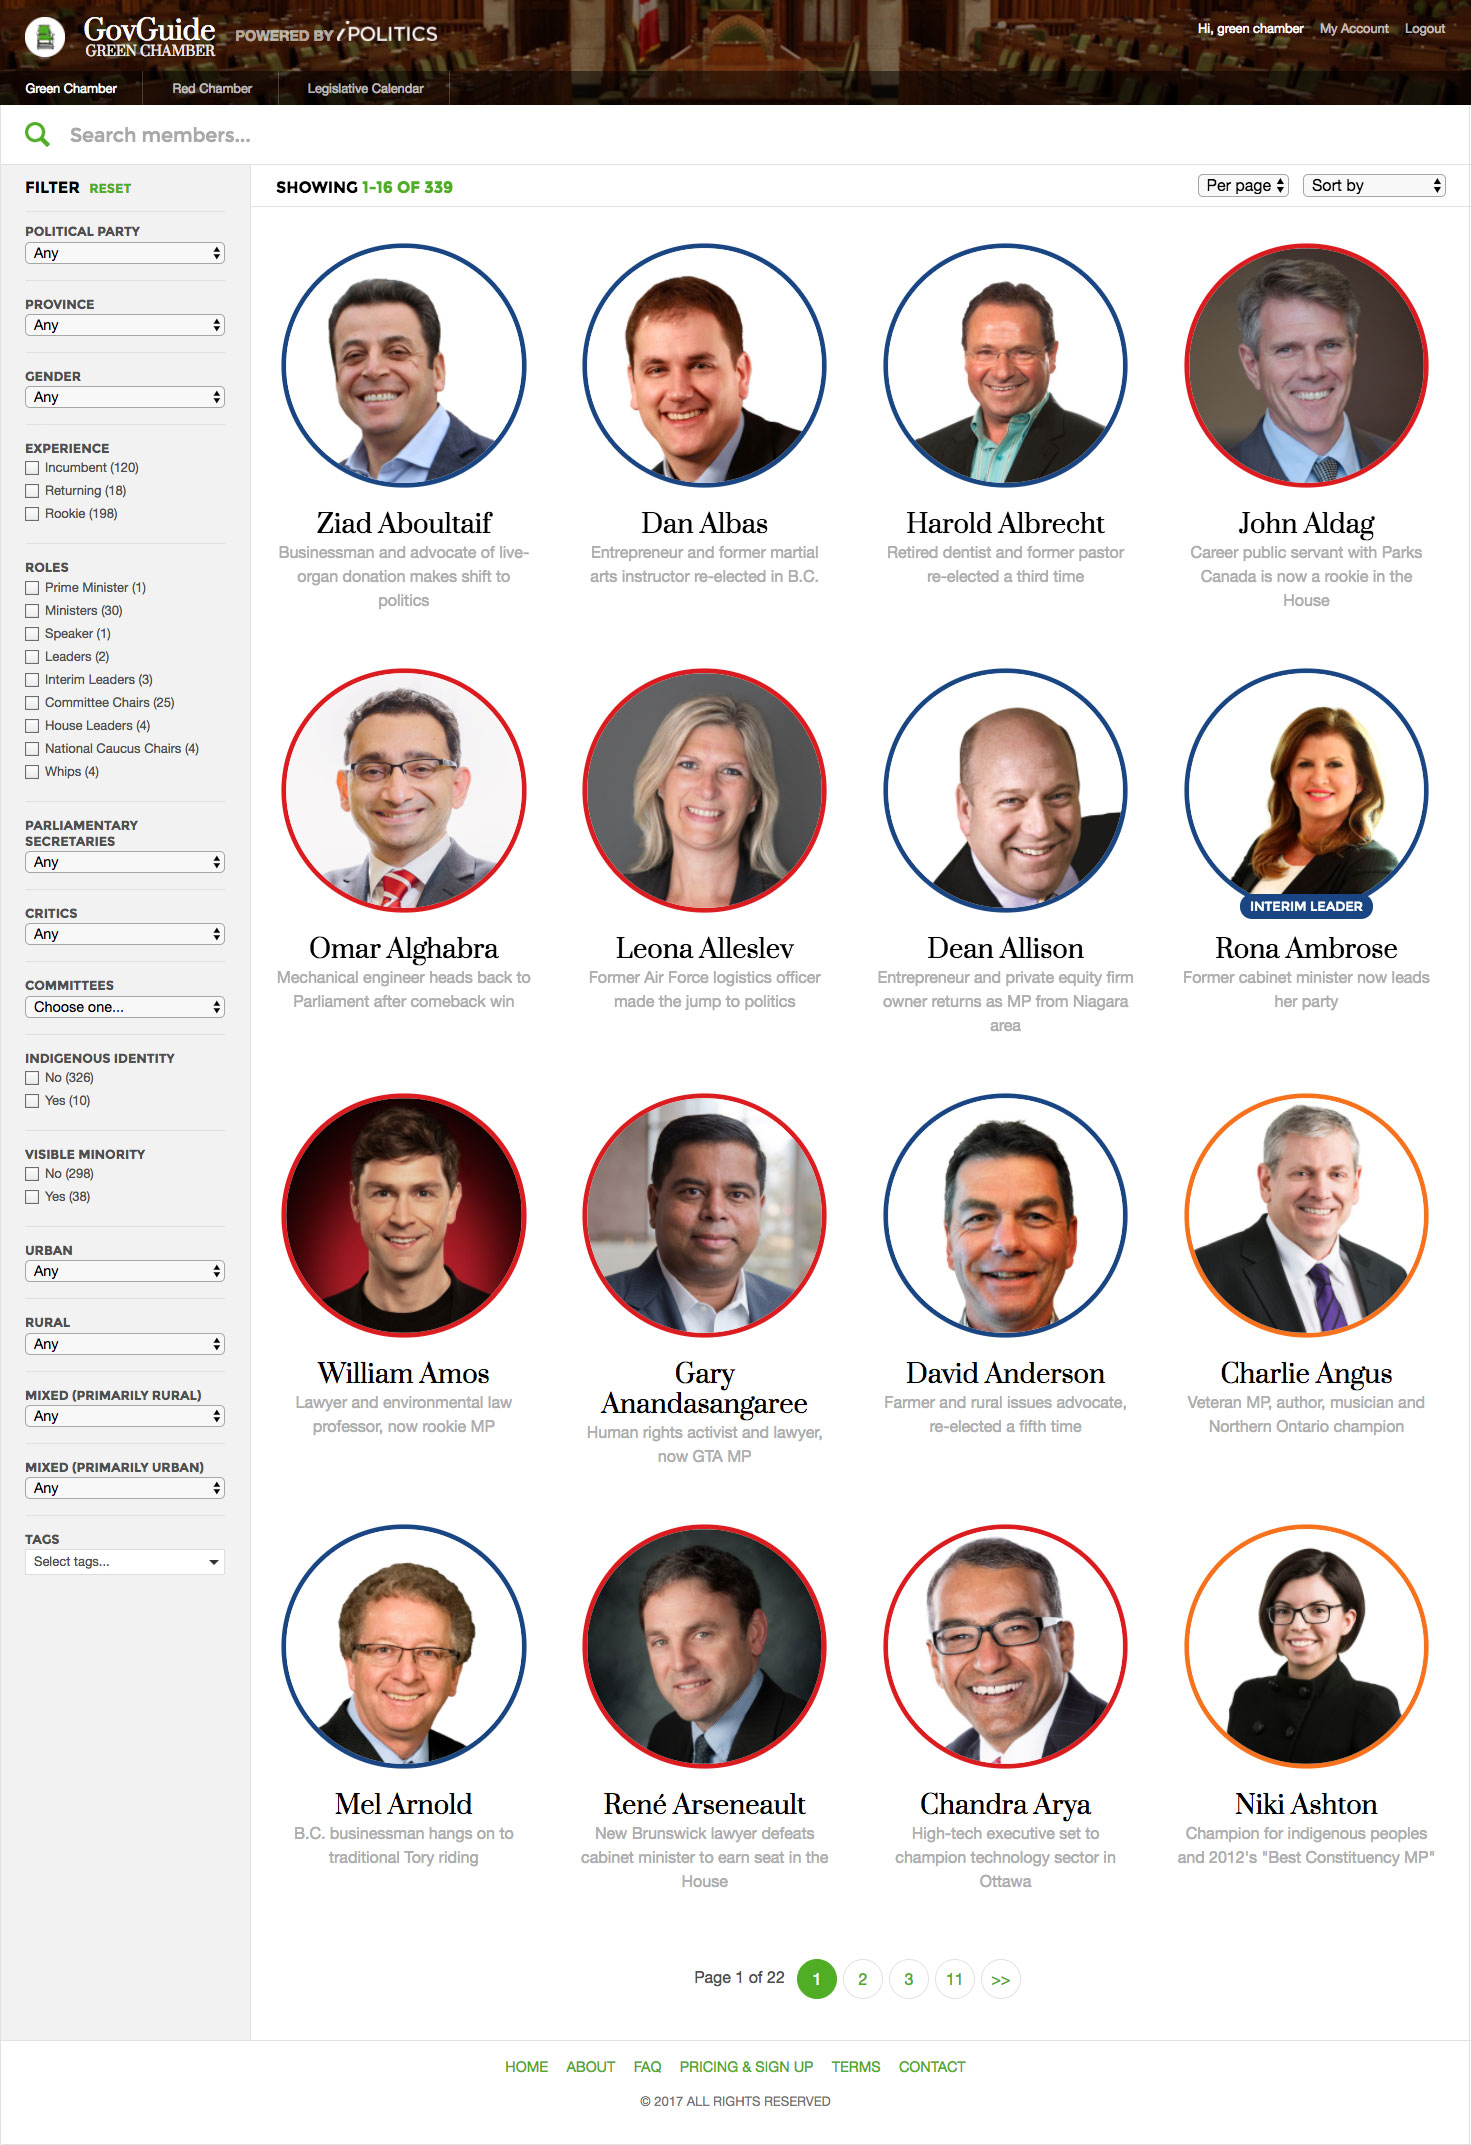 GovGuide
GREEN CHAMBER
POWERED BY iPOLITICS
Hi, green chamber My Account Logout
Green Chamber Red Chamber Legislative Calendar
Search members...
FILTER RESET
POLITICAL PARTY
Any
PROVINCE
Any
GENDER
Any
EXPERIENCE
Incumbent (120)
Returning (18)
Rookie (198)
ROLES
Prime Minister (1)
Ministers (30)
Speaker (1)
Leaders (2)
Interim Leaders (3)
Committee Chairs (25)
House Leaders (4)
National Caucus Chairs (4)
Whips (4)
PARLIAMENTARY
SECRETARIES
Any
CRITICS
Any
COMMITTEES
Choose one...
INDIGENOUS IDENTITY
No (326)
Yes (10)
VISIBLE MINORITY
No (298)
Yes (38)
URBAN
Any
RURAL
Any
MIXED (PRIMARILY RURAL)
Any
MIXED (PRIMARILY URBAN)
Any
TAGS
Select tags...
SHOWING 1-16 OF 339
Per page Sort by
Ziad Aboultaif
Businessman and advocate of live-
organ donation makes shift to
politics
Dan Albas
Entrepreneur and former martial
arts instructor re-elected in B.C.
Harold Albrecht
Retired dentist and former pastor
re-elected a third time
John Aldag
Career public servant with Parks
Canada is now a rookie in the
House
Omar Alghabra
Mechanical engineer heads back to
Parliament after comeback win
Leona Alleslev
Former Air Force logistics officer
made the jump to politics
Dean Allison
Entrepreneur and private equity firm
owner returns as MP from Niagara
area
INTERIM LEADER
Rona Ambrose
Former cabinet minister now leads
her party
William Amos
Lawyer and environmental law
professor, now rookie MP
Gary
Anandasangaree
Human rights activist and lawyer,
now GTA MP
David Anderson
Farmer and rural issues advocate,
re-elected a fifth time
Charlie Angus
Veteran MP, author, musician and
Northern Ontario champion
Mel Arnold
B.C. businessman hangs on to
traditional Tory riding
René Arseneault
New Brunswick lawyer defeats
cabinet minister to earn seat in the
House
Chandra Arya
High-tech executive set to
champion technology sector in
Ottawa
Niki Ashton
Champion for indigenous peoples
and 2012's "Best Constituency MP"
Page 1 of 22 1 2 3 11 >>
HOME ABOUT FAQ PRICING & SIGN UP TERMS CONTACT
© 2017 ALL RIGHTS RESERVED